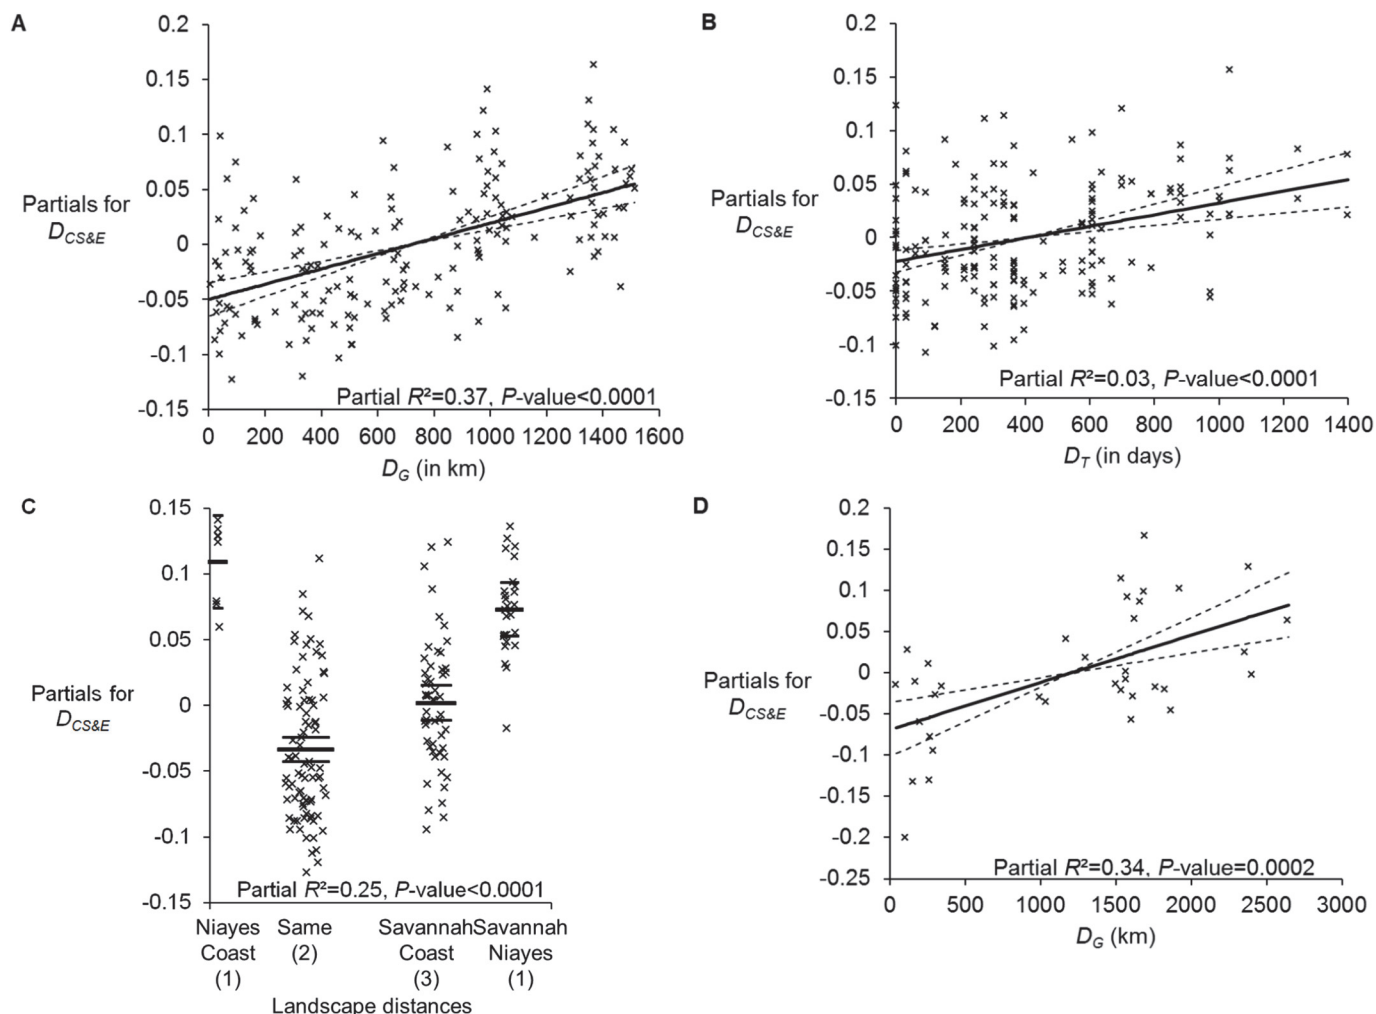 A
0.2
0.15
0.1
0.05
0
-0.05
-0.1
-0.15
Partials for
D_CS&E
Partial R²=0.37, P-value<0.0001
0 200 400 600 800 1000 1200 1400 1600
D_G (in km)
B
0.2
0.15
0.1
0.05
0
-0.05
-0.1
-0.15
Partials for
D_CS&E
Partial R²=0.03, P-value<0.0001
0 200 400 600 800 1000 1200 1400
D_T (in days)
C
0.15
0.1
0.05
0
-0.05
-0.1
-0.15
Partials for
D_CS&E
Partial R²=0.25, P-value<0.0001
Niayes Same Savannah Savannah
Coast (2) Coast Niayes
(1) (3) (1)
Landscape distances
D
0.2
0.15
0.1
0.05
0
-0.05
-0.1
-0.15
-0.2
-0.25
Partials for
D_CS&E
Partial R²=0.34, P-value=0.0002
0 500 1000 1500 2000 2500 3000
D_G (km)